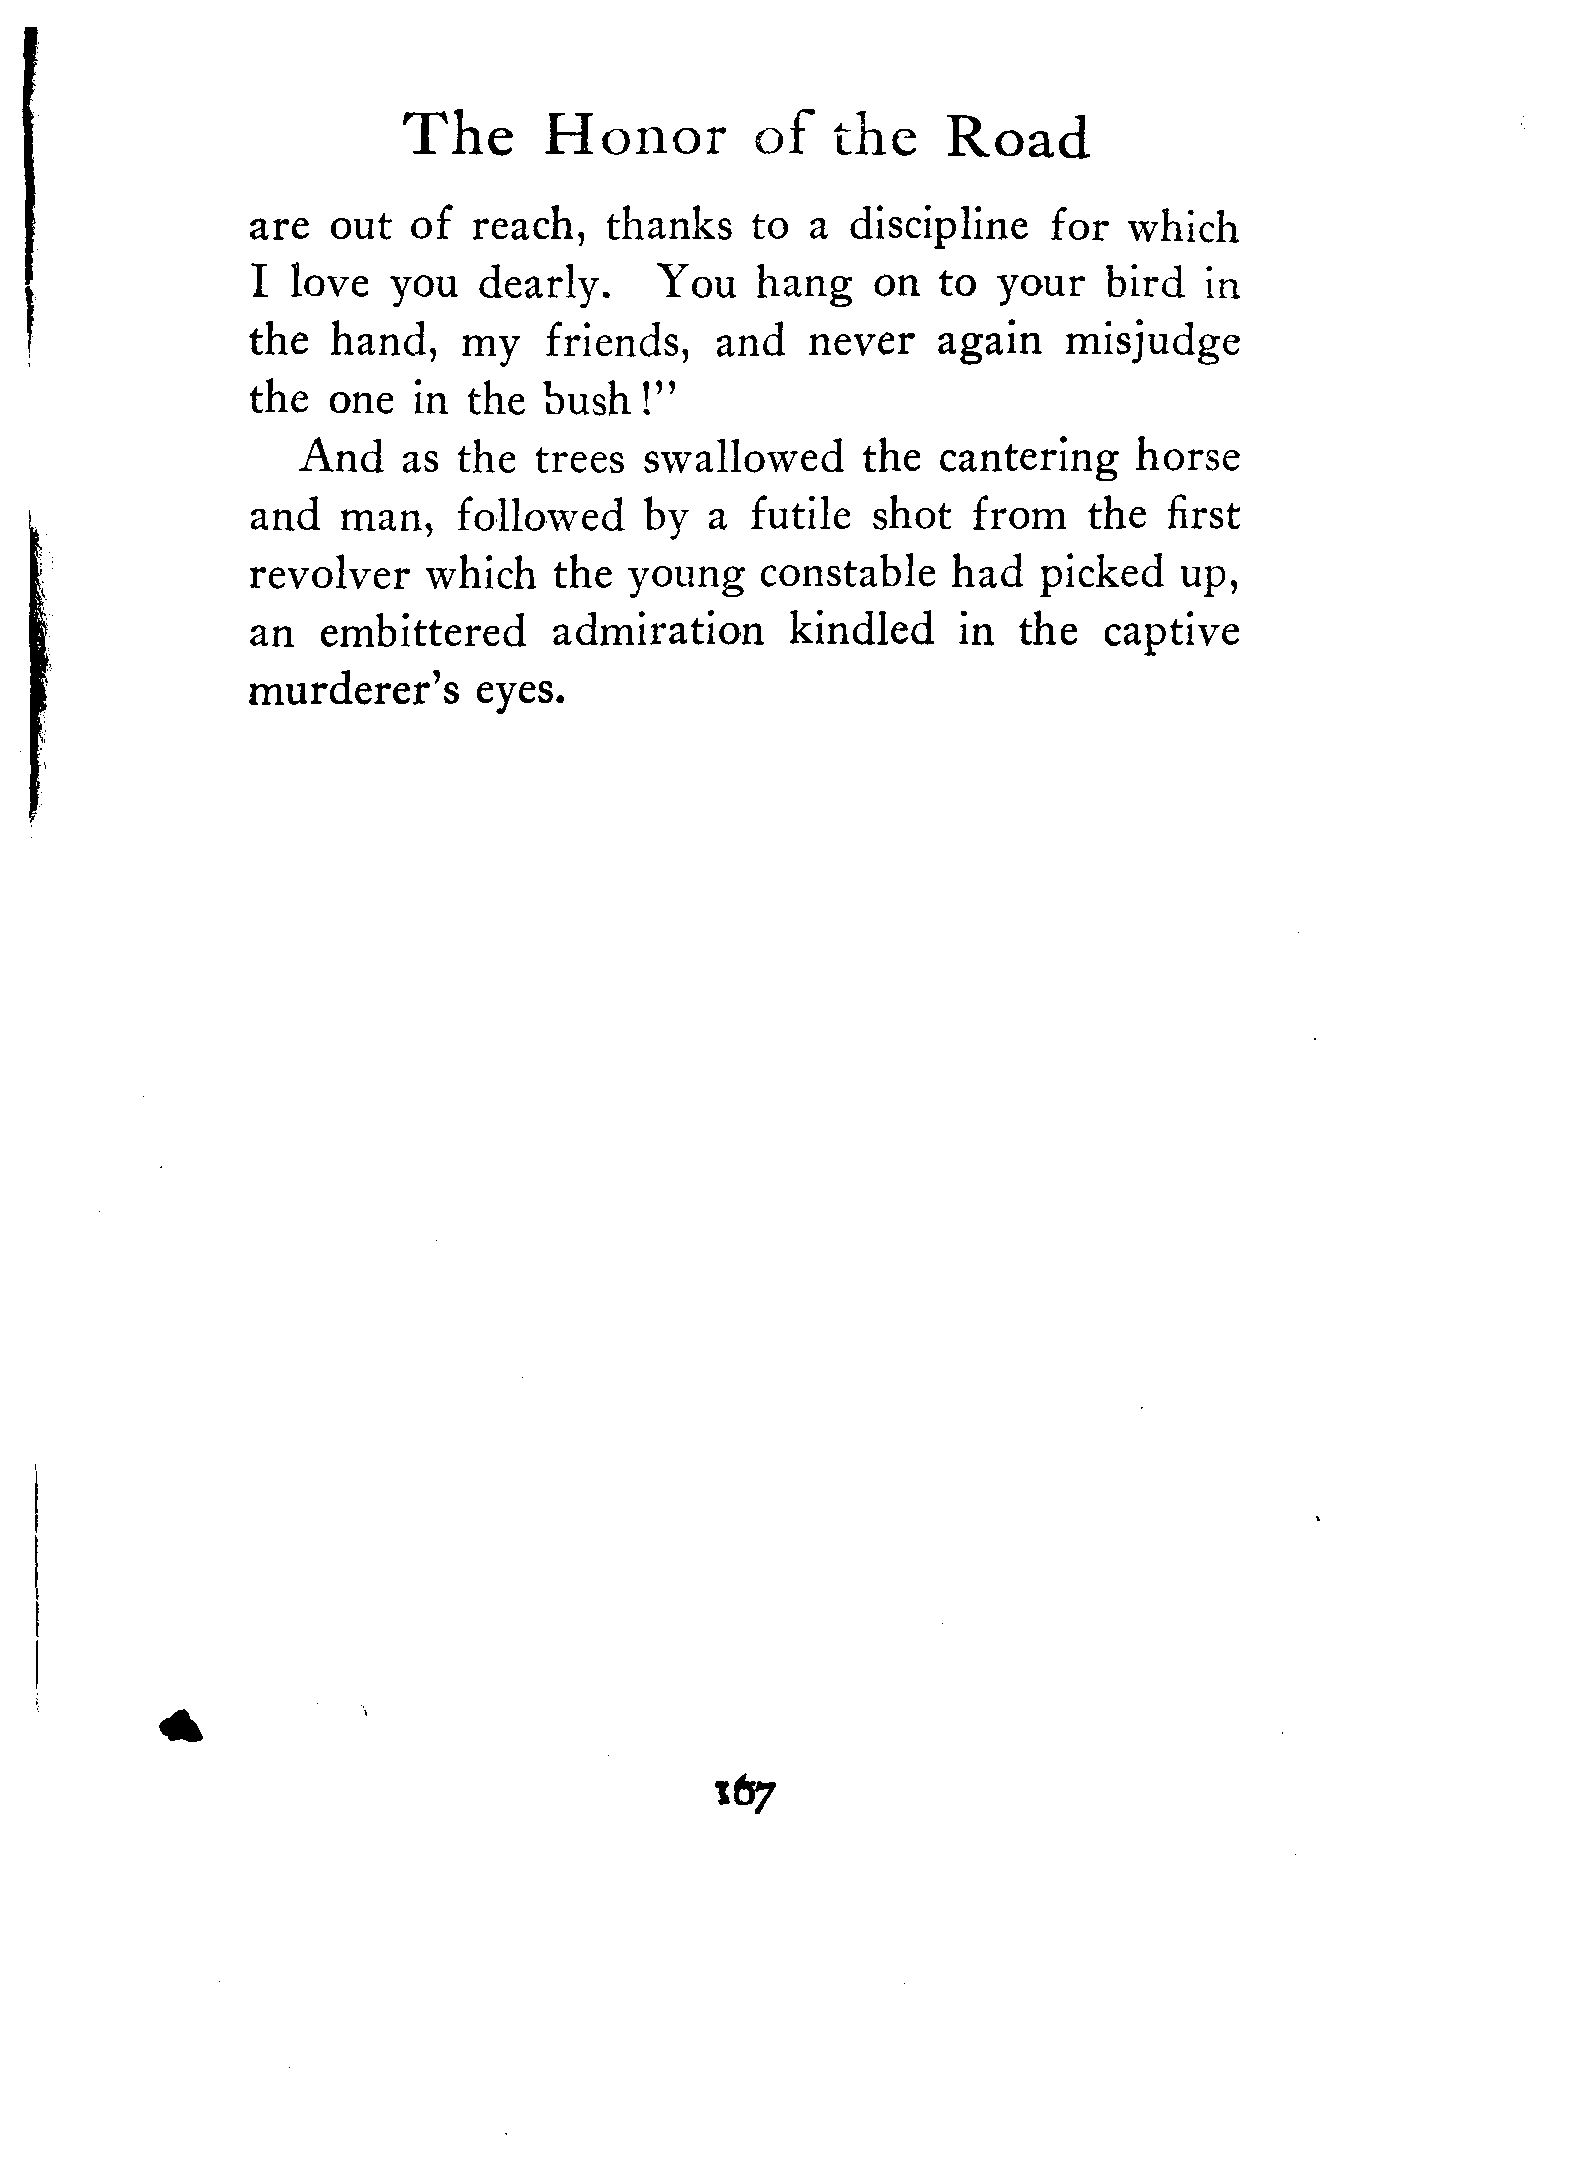 The Honor of the Road
are out of reach, thanks to a discipline for which
I love you dearly. You hang on to your bird in
the hand, my friends, and never again misjudge
the one in the bush!”
And as the trees swallowed the cantering horse
and man, followed by a futile shot from the first
revolver which the young constable had picked up,
an embittered admiration kindled in the captive
murderer’s eyes.
167